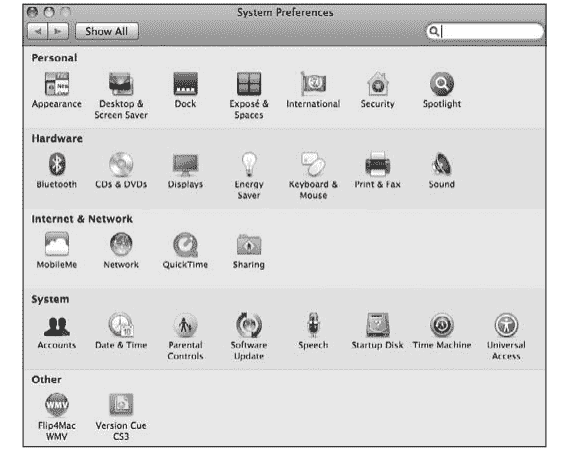 System Preferences
Show All
Personal
Appearance
Desktop &
Screen Saver
Dock
Exposé &
Spaces
International
Security
Spotlight
Hardware
Bluetooth
CDs & DVDs
Displays
Energy
Saver
Keyboard &
Mouse
Print & Fax
Sound
Internet & Network
MobileMe
Network
QuickTime
Sharing
System
Accounts
Date & Time
Parental
Controls
Software
Update
Speech
Startup Disk
Time Machine
Universal
Access
Other
WMV
Flip4Mac
WMV
Version Cue
CS3